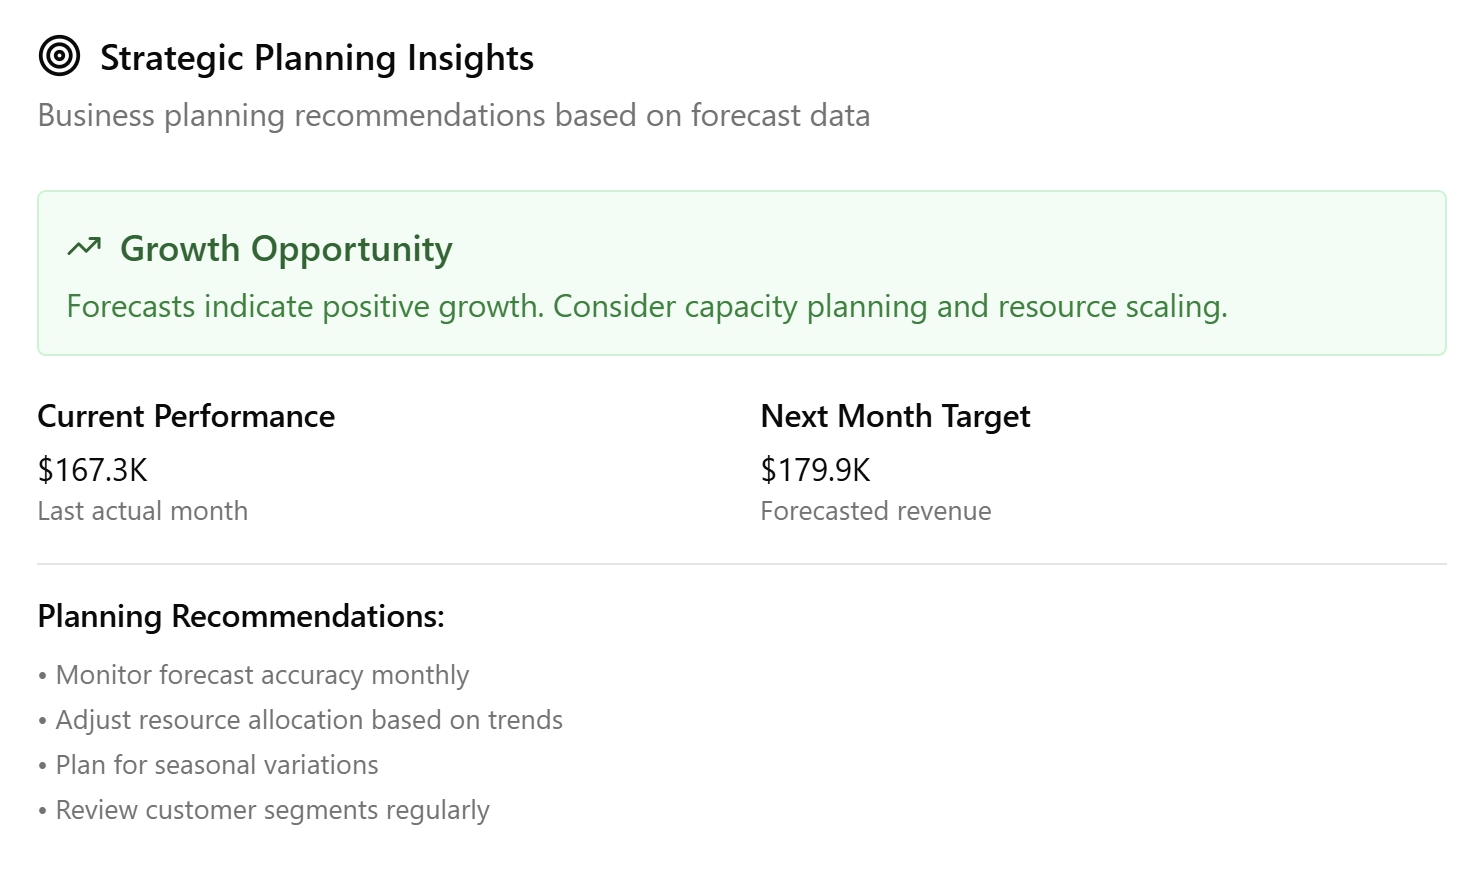 Strategic Planning Insights
Business planning recommendations based on forecast data
Growth Opportunity
Forecasts indicate positive growth. Consider capacity planning and resource scaling.
Current Performance
$167.3K
Last actual month
Next Month Target
$179.9K
Forecasted revenue
Planning Recommendations:
• Monitor forecast accuracy monthly
• Adjust resource allocation based on trends
• Plan for seasonal variations
• Review customer segments regularly